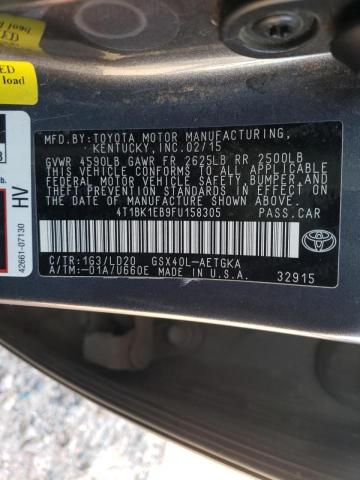 load
HV
42661-07130
MFD.BY:TOYOTA MOTOR MANUFACTURING,
KENTUCKY,INC.02/15
GVWR 4590LB GAWR FR 2625LB RR 2500LB
THIS VEHICLE CONFORMS TO ALL APPLICABLE
FEDERAL MOTOR VEHICLE SAFETY, BUMPER, AND
THEFT PREVENTION STANDARDS IN EFFECT ON THE
DATE OF MANUFACTURE SHOWN ABOVE.
4T1BK1EB9FU158305 PASS.CAR
C/TR:1G3/LD20 GSX40L-AETGKA
A/TM:-01A/U660E MADE IN U.S.A. 32915